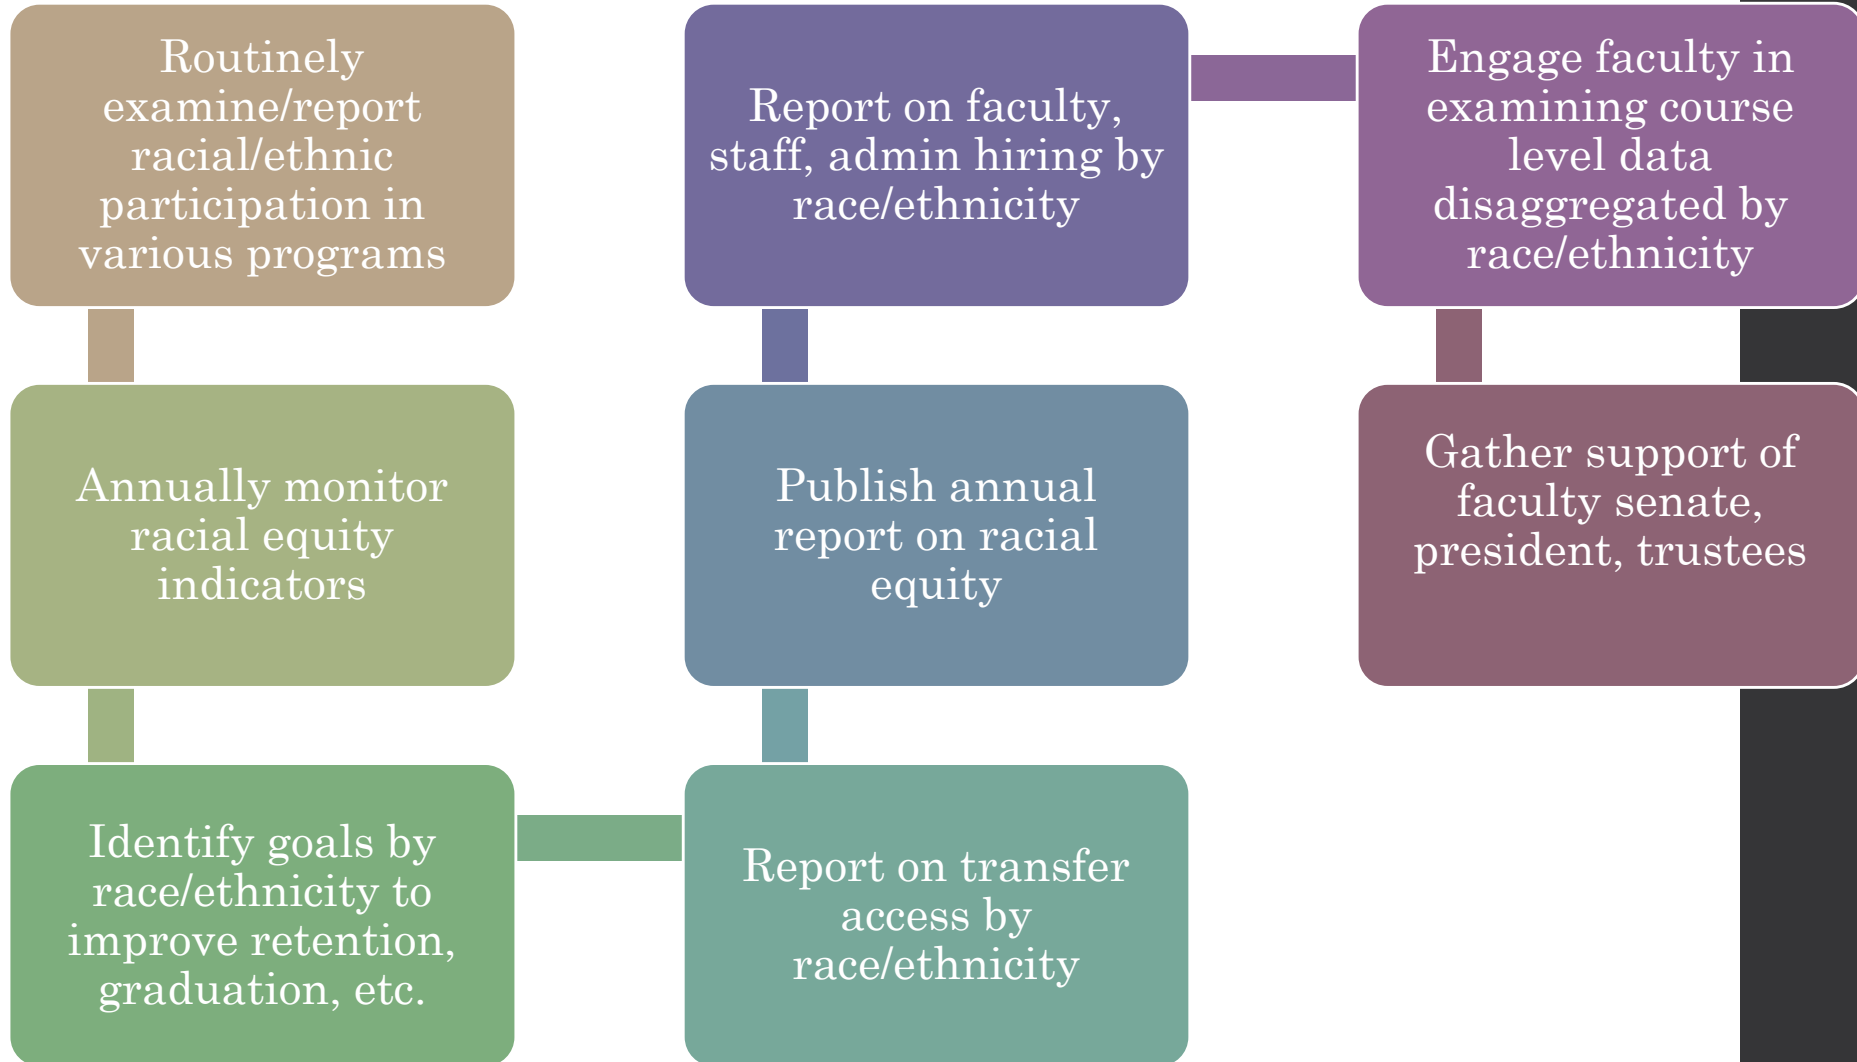 Routinely
examine/report
racial/ethnic
participation in
various programs
Annually monitor
racial equity
indicators
Identify goals by
race/ethnicity to
improve retention,
graduation, etc.
Report on transfer
access by
race/ethnicity
Publish annual
report on racial
equity
Report on faculty,
staff, admin hiring by
race/ethnicity
Engage faculty in
examining course
level data
disaggregated by
race/ethnicity
Gather support of
faculty senate,
president, trustees